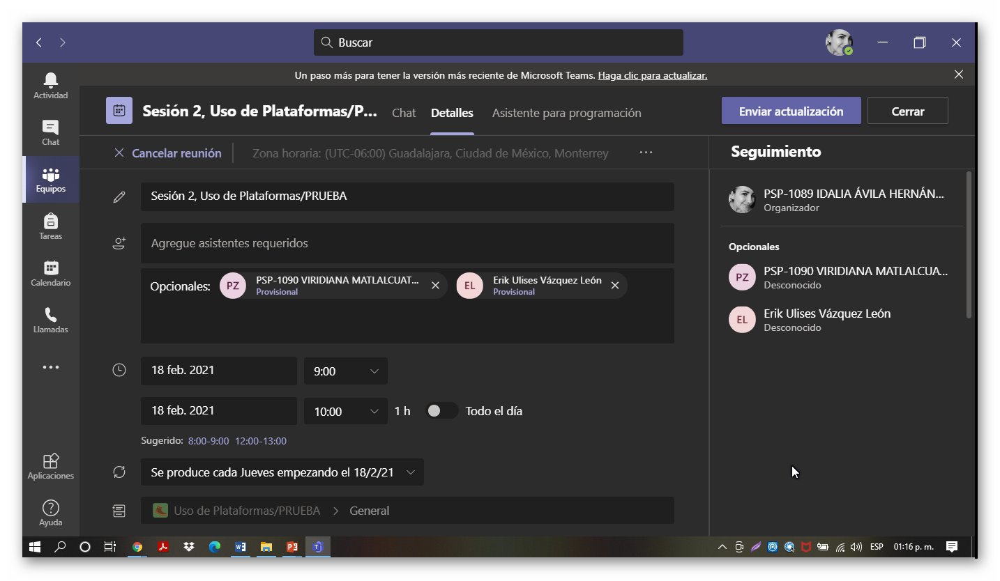 Buscar
Un paso más para tener la versión más reciente de Microsoft Teams. Haga clic para actualizar.
Actividad
Chat
Equipos
Tareas
Calendario
Llamadas
Aplicaciones
Ayuda
Sesión 2, Uso de Plataformas/P...
Chat
Detalles
Asistente para programación
Enviar actualización
Cerrar
Cancelar reunión
Zona horaria: (UTC-06:00) Guadalajara, Ciudad de México, Monterrey
Sesión 2, Uso de Plataformas/PRUEBA
Agregue asistentes requeridos
Opcionales:
PZ
PSP-1090 VIRIDIANA MATLALCUAT...
Provisional
EL
Erik Ulises Vázquez León
Provisional
18 feb. 2021
9:00
18 feb. 2021
10:00
1 h
Todo el día
Sugerido: 8:00-9:00 12:00-13:00
Se produce cada Jueves empezando el 18/2/21
Uso de Plataformas/PRUEBA > General
Seguimiento
PSP-1089 IDALIA ÁVILA HERNÁN...
Organizador
Opcionales
PZ
PSP-1090 VIRIDIANA MATLALCUA...
Desconocido
EL
Erik Ulises Vázquez León
Desconocido
ESP
01:16 p. m.